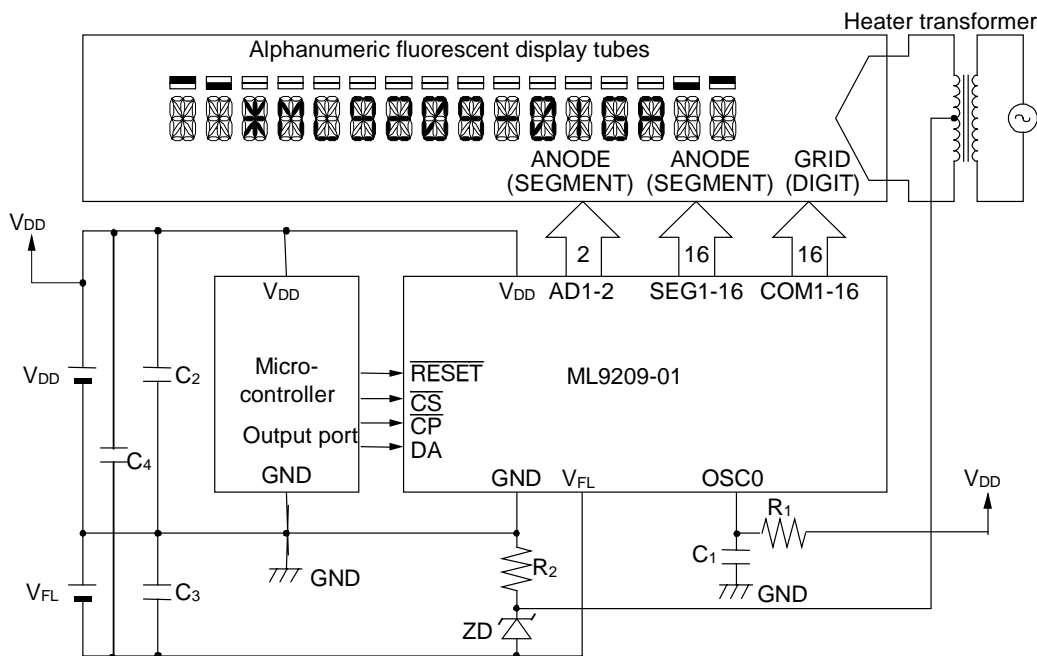 Heater transformer
Alphanumeric fluorescent display tubes
ANODE
(SEGMENT)
ANODE
(SEGMENT)
GRID
(DIGIT)
VDD
2
16
16
VDD
VDD AD1-2 SEG1-16 COM1-16
VDD
C2
Micro-
controller
Output port
GND
RESET
CS
CP
DA
ML9209-01
C4
GND
VFL
OSC0
VDD
R1
C1
GND
R2
GND
VFL
C3
ZD